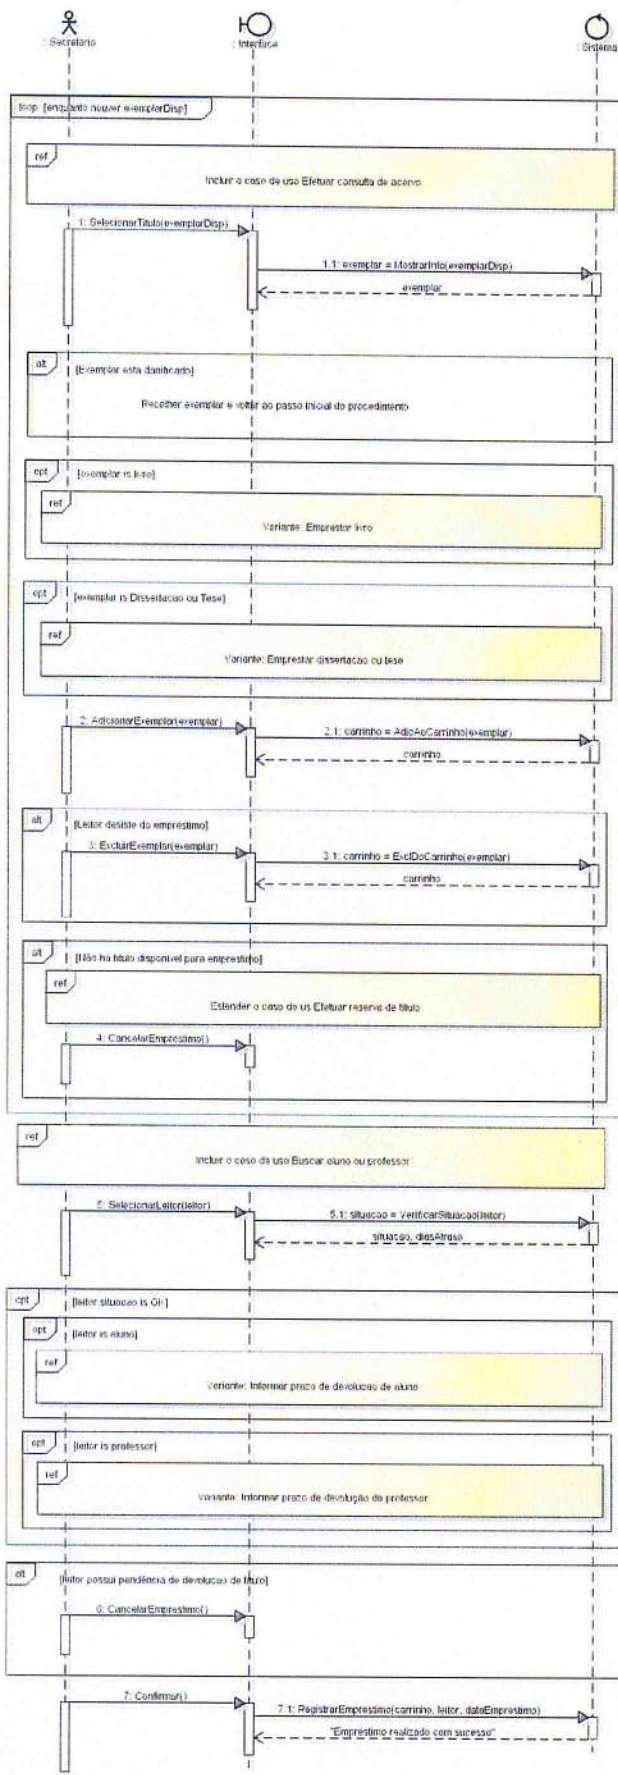 : Secretario
: Interface
: Sistema
loop [enquanto houver exemplarDisp]
ref
Incluir o caso de uso Efetuar consulta de acervo
1: SelecionarTitulo(exemplarDisp)
1.1: exemplar = MostrarInfo(exemplarDisp)
exemplar
alt
[Exemplar esta danificado]
Recolher exemplar e voltar ao passo inicial do procedimento
opt
[exemplar is livro]
ref
Variante: Emprestar livro
opt
[exemplar is Dissertacao ou Tese]
ref
Variante: Emprestar dissertacao ou tese
2: AdicionarExemplar(exemplar)
2.1: carrinho = AdicAoCarrinho(exemplar)
carrinho
alt
[Leitor desiste do emprestimo]
3: ExcluirExemplar(exemplar)
3.1: carrinho = ExclDoCarrinho(exemplar)
carrinho
alt
[Não ha titulo disponivel para emprestimo]
ref
Estender o caso de us Efetuar reserva de titulo
4: CancelarEmprestimo()
ref
Incluir o caso de uso Buscar aluno ou professor
5: SelecionarLeitor(leitor)
5.1: situacao = VerificarSituacao(leitor)
situacao, diasAtraso
opt
[leitor.situacao is OK]
opt
[leitor is aluno]
ref
Variante: Informar prazo de devolucao de aluno
opt
[leitor is professor]
ref
Variante: Informar prazo de devolução de professor
alt
[leitor possui pendência de devolucao de titulo]
6: CancelarEmprestimo()
7: Confirmar()
7.1: RegistrarEmprestimo(carrinho, leitor, dataEmprestimo)
"Empréstimo realizado com sucesso"